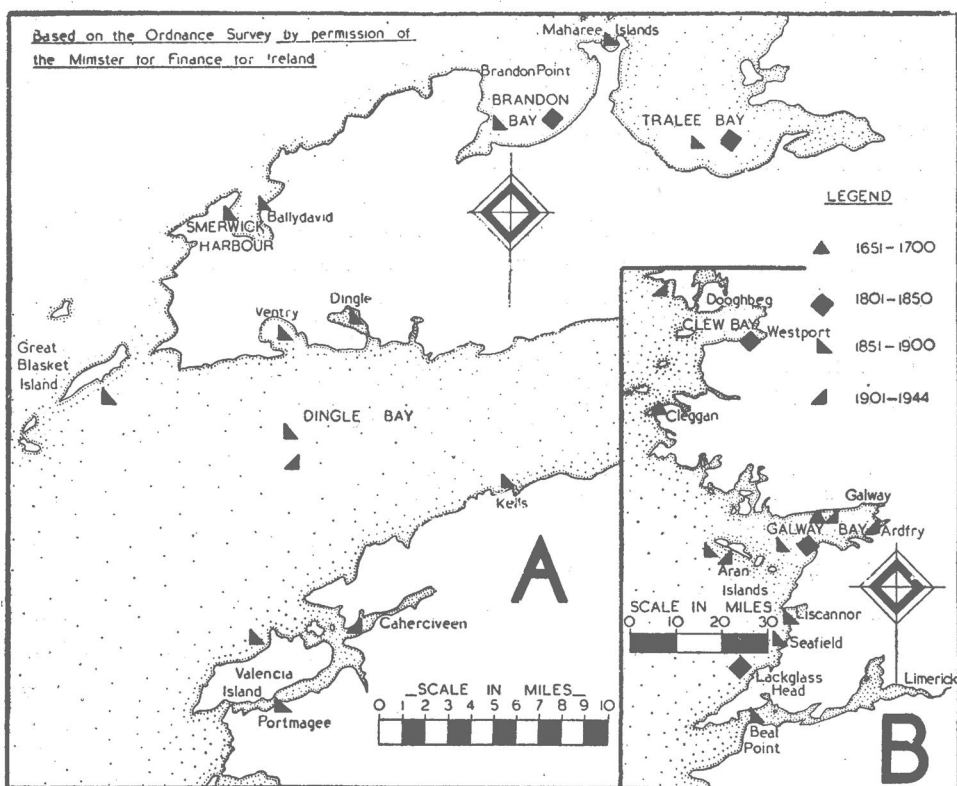 Based on the Ordnance Survey by permission of
the Minister for Finance for Ireland
Maharee Islands
Brandon Point
BRANDON
BAY
TRALEE BAY
SMERWICK
HARBOUR
Ballydavid
LEGEND
1651-1700
1801-1850
1851-1900
1901-1944
Ventry
Dingle
Great
Blasket
Island
DINGLE BAY
Kells
A
Caherciveen
Valencia
Island
Portmagee
SCALE IN MILES
0 1 2 3 4 5 6 7 8 9 10
Dooghbeg
CLEW BAY
Westport
Cleggan
Galway
GALWAY BAY
Ardfry
Aran
Islands
SCALE IN MILES
0 10 20 30
Liscannor
Seafield
Lackglass
Head
Limerick
Beal
Point
B